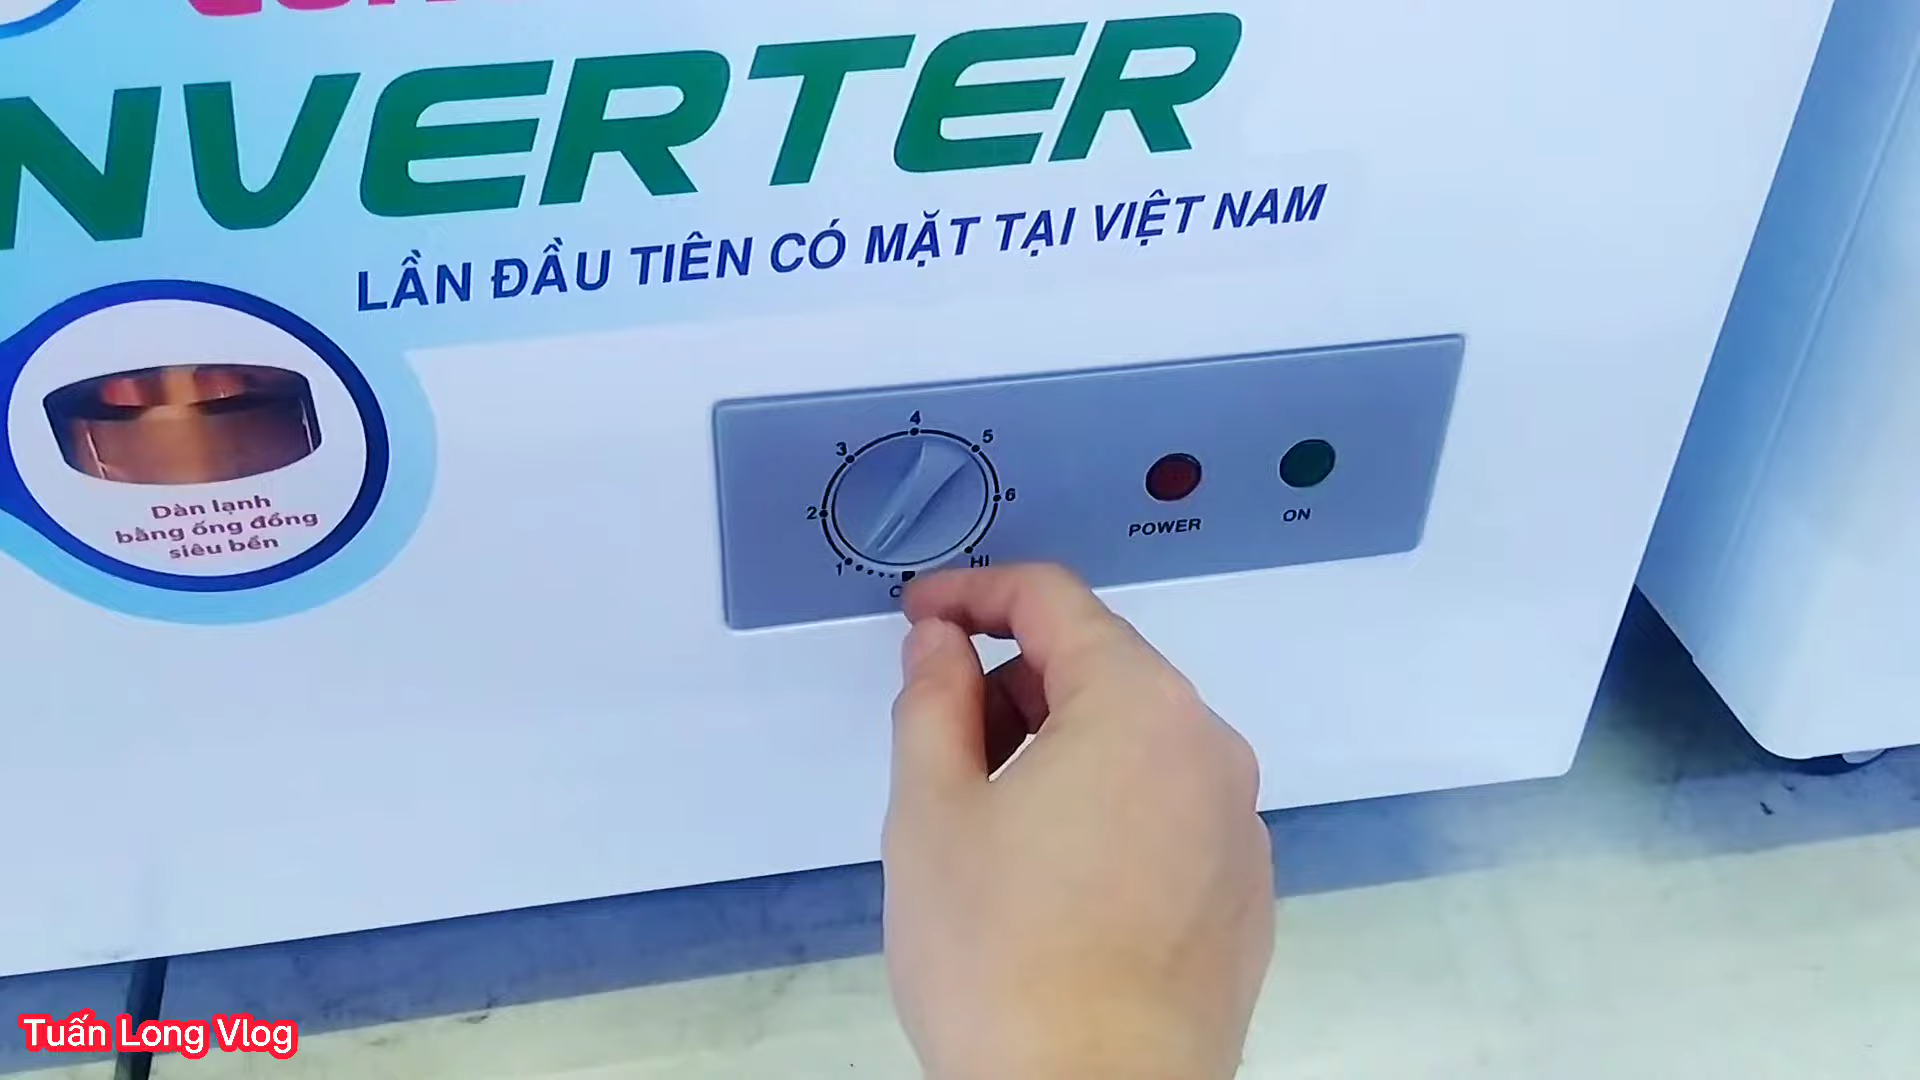 NVERTER
LẦN ĐẦU TIÊN CÓ MẶT TẠI VIỆT NAM
Dàn lạnh
bằng ống đồng
siêu bền
1
2
3
4
5
6
HI
POWER
ON
Tuấn Long Vlog